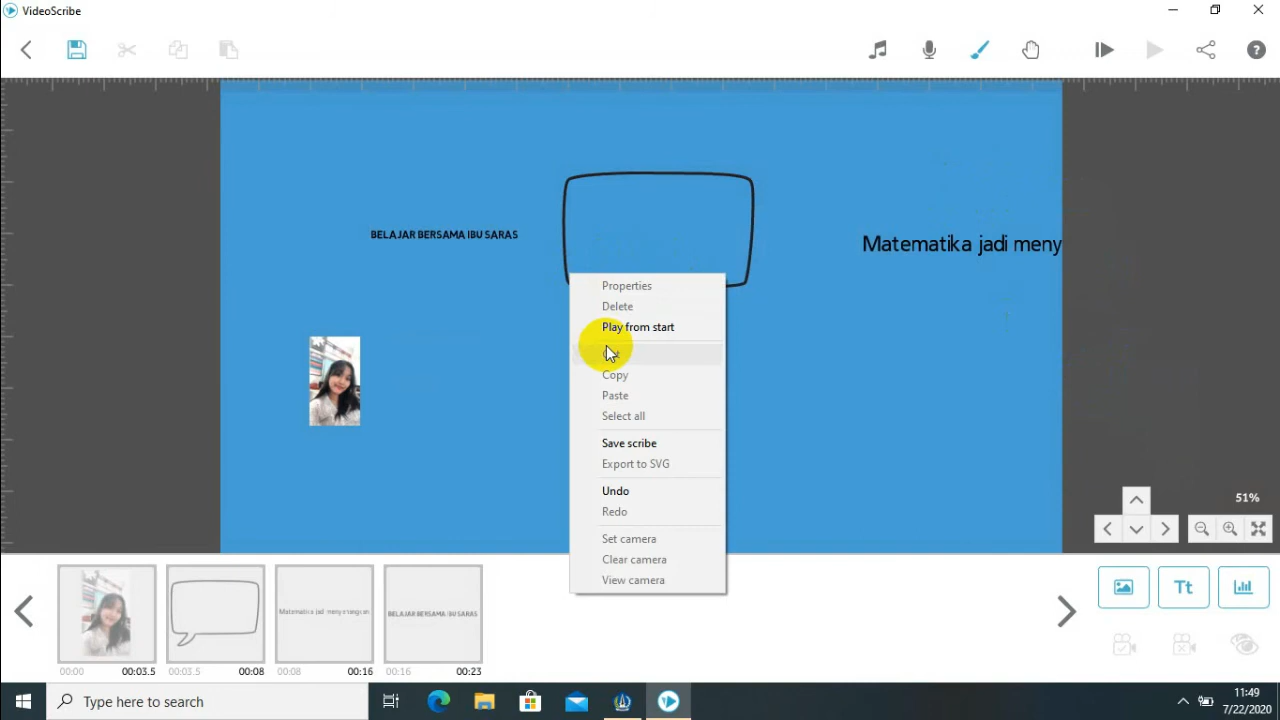 VideoScribe
BELAJAR BERSAMA IBU SARAS
Matematika jadi meny
Properties
Delete
Play from start
Copy
Paste
Select all
Save scribe
Export to SVG
Undo
Redo
Set camera
Clear camera
View camera
51%
Matematika jadi menyenangkan
BELAJAR BERSAMA IBU SARAS
Tt
00:00 00:03.5 00:03.5 00:08 00:08 00:16 00:16 00:23
Type here to search
11:49
7/22/2020